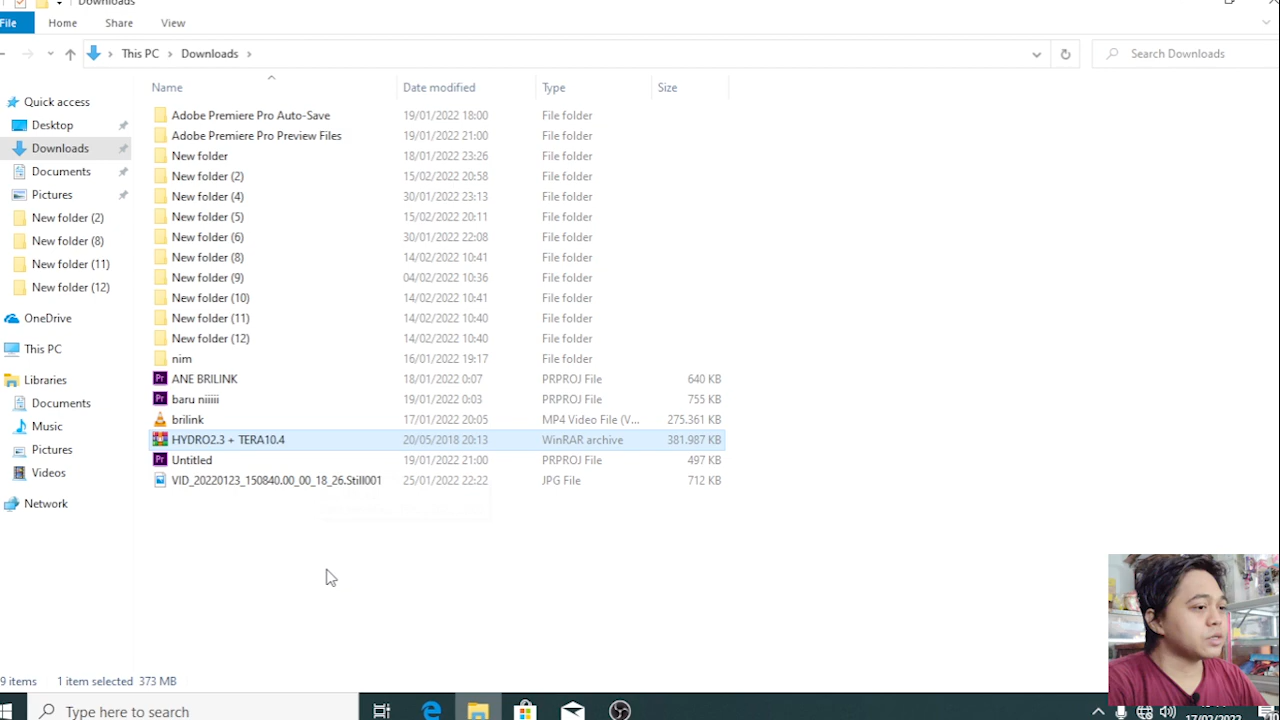 Downloads
File Home Share View
This PC Downloads
Search Downloads
Name Date modified Type Size
Quick access
Desktop
Downloads
Documents
Pictures
New folder (2)
New folder (8)
New folder (11)
New folder (12)
OneDrive
This PC
Libraries
Documents
Music
Pictures
Videos
Network
Adobe Premiere Pro Auto-Save 19/01/2022 18:00 File folder
Adobe Premiere Pro Preview Files 19/01/2022 21:00 File folder
New folder 18/01/2022 23:26 File folder
New folder (2) 15/02/2022 20:58 File folder
New folder (4) 30/01/2022 23:13 File folder
New folder (5) 15/02/2022 20:11 File folder
New folder (6) 30/01/2022 22:08 File folder
New folder (8) 14/02/2022 10:41 File folder
New folder (9) 04/02/2022 10:36 File folder
New folder (10) 14/02/2022 10:41 File folder
New folder (11) 14/02/2022 10:40 File folder
New folder (12) 14/02/2022 10:40 File folder
nim 16/01/2022 19:17 File folder
ANE BRILINK 18/01/2022 0:07 PRPROJ File 640 KB
baru niiiii 19/01/2022 0:03 PRPROJ File 755 KB
brilink 17/01/2022 20:05 MP4 Video File (V... 275.361 KB
HYDRO2.3 + TERA10.4 20/05/2018 20:13 WinRAR archive 381.987 KB
Untitled 19/01/2022 21:00 PRPROJ File 497 KB
VID_20220123_150840.00_00_18_26.Still001 25/01/2022 22:22 JPG File 712 KB
9 items 1 item selected 373 MB
Type here to search
17/02/2022